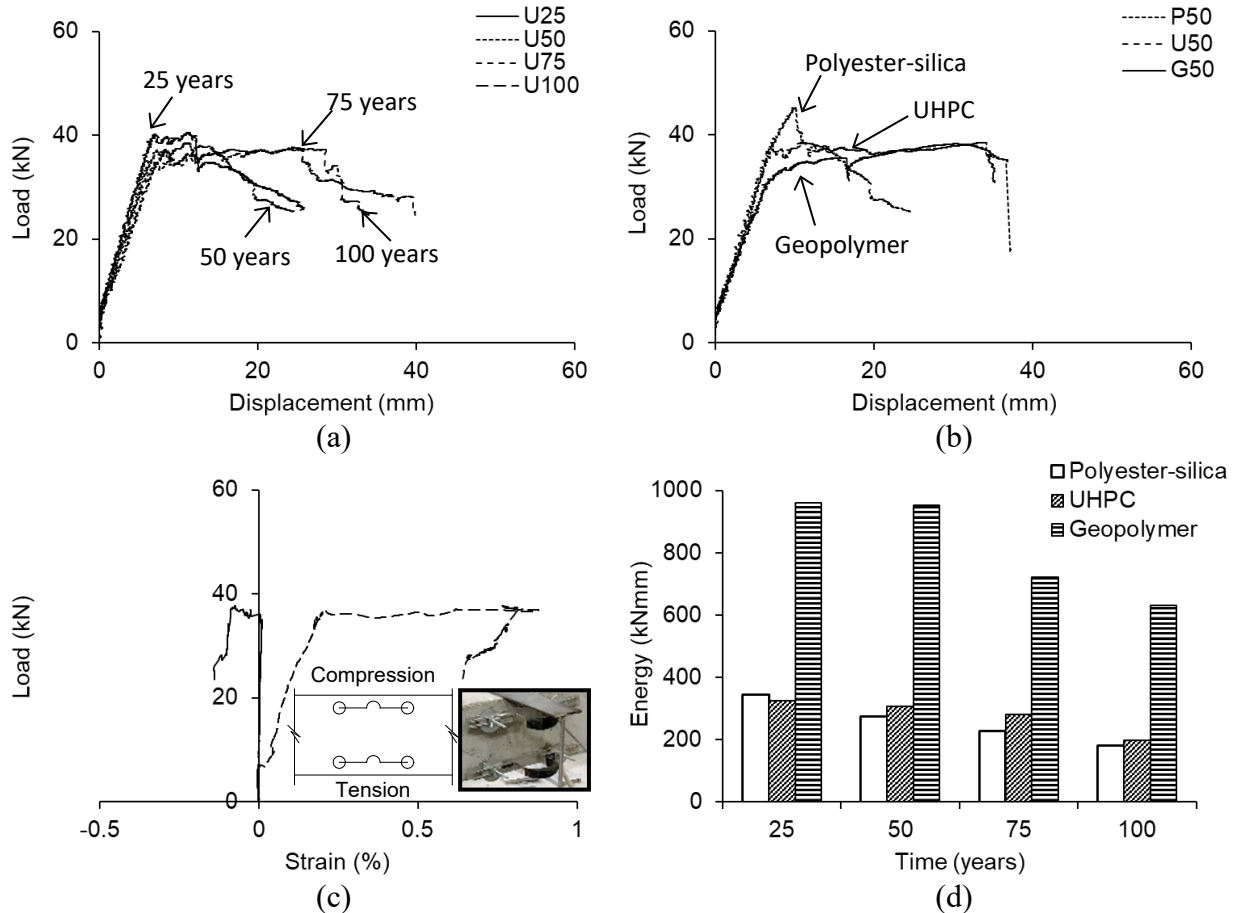 60
40
20
0
Load (kN)
0
20
40
60
Displacement (mm)
U25
U50
U75
U100
25 years
75 years
50 years
100 years
(a)
60
40
20
0
Load (kN)
0
20
40
60
Displacement (mm)
P50
U50
G50
Polyester-silica
UHPC
Geopolymer
(b)
60
40
20
0
Load (kN)
-0.5
0
0.5
1
Strain (%)
Compression
Tension
(c)
1000
800
600
400
200
0
Energy (kNmm)
25
50
75
100
Time (years)
Polyester-silica
UHPC
Geopolymer
(d)